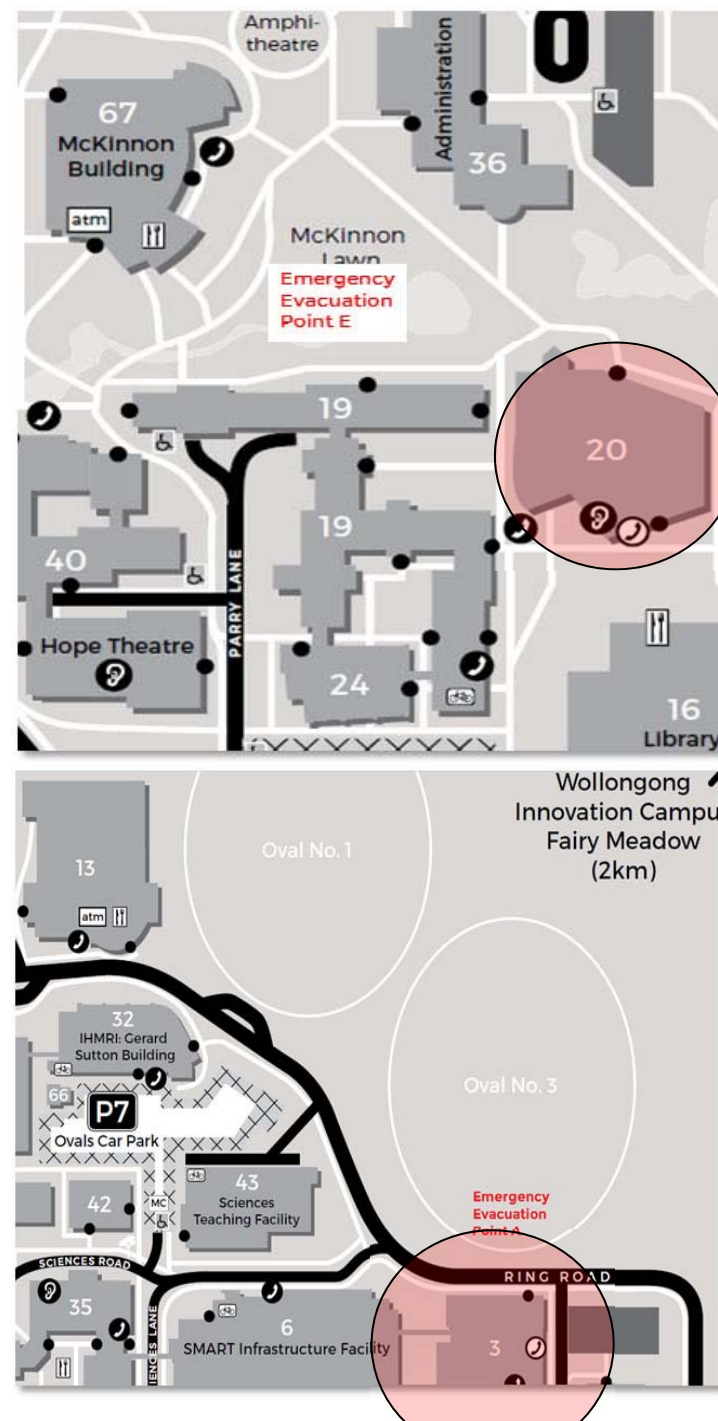 Amphi-
theatre
Administration
67
McKinnon
Building
36
atm
McKinnon
Lawn
Emergency
Evacuation
Point E
19
20
19
40
PARRY LANE
Hope Theatre
24
16
Library
Wollongong
Innovation Campu
Fairy Meadow
(2km)
Oval No. 1
13
atm
32
IHMRI: Gerard
Sutton Building
66
P7
Ovals Car Park
Oval No. 3
43
Sciences
Teaching Facility
42
MC
Emergency
Evacuation
Point A
SCIENCES ROAD
RING ROAD
35
6
SMART Infrastructure Facility
3
IENCES LANE